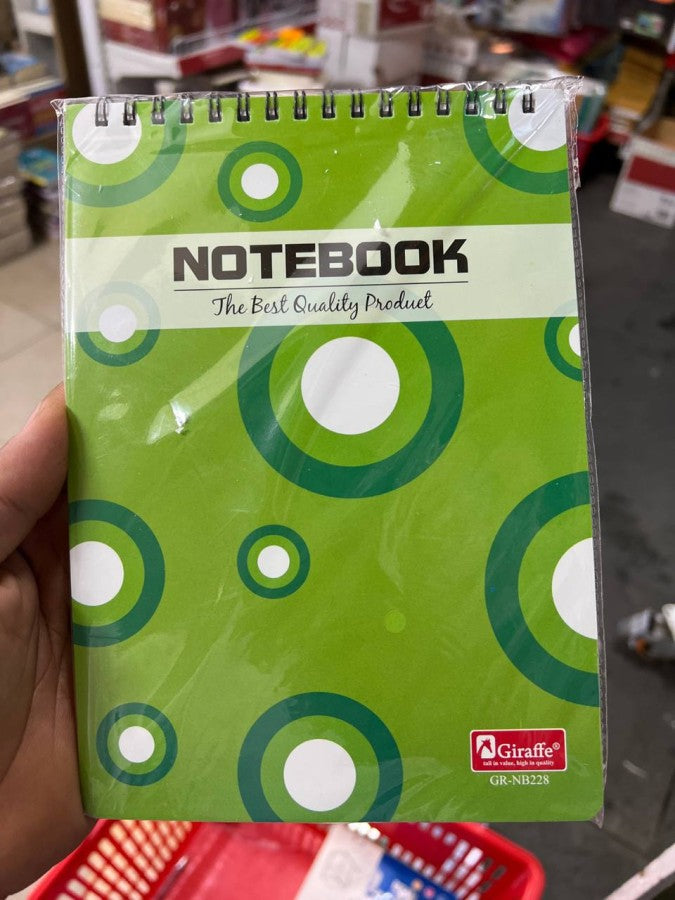 NOTEBOOK
The Best Quality Product
Giraffe®
tall in value, high in quality
GR-NB228